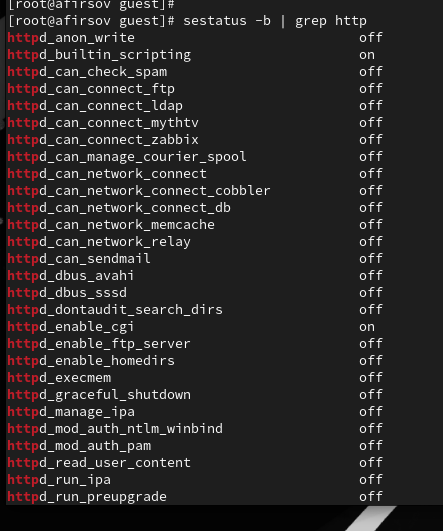 [root@afirsov guest]#
[root@afirsov guest]# sestatus -b | grep http
httpd_anon_write off
httpd_builtin_scripting on
httpd_can_check_spam off
httpd_can_connect_ftp off
httpd_can_connect_ldap off
httpd_can_connect_mythtv off
httpd_can_connect_zabbix off
httpd_can_manage_courier_spool off
httpd_can_network_connect off
httpd_can_network_connect_cobbler off
httpd_can_network_connect_db off
httpd_can_network_memcache off
httpd_can_network_relay off
httpd_can_sendmail off
httpd_dbus_avahi off
httpd_dbus_sssd off
httpd_dontaudit_search_dirs off
httpd_enable_cgi on
httpd_enable_ftp_server off
httpd_enable_homedirs off
httpd_execmem off
httpd_graceful_shutdown off
httpd_manage_ipa off
httpd_mod_auth_ntlm_winbind off
httpd_mod_auth_pam off
httpd_read_user_content off
httpd_run_ipa off
httpd_run_preupgrade off